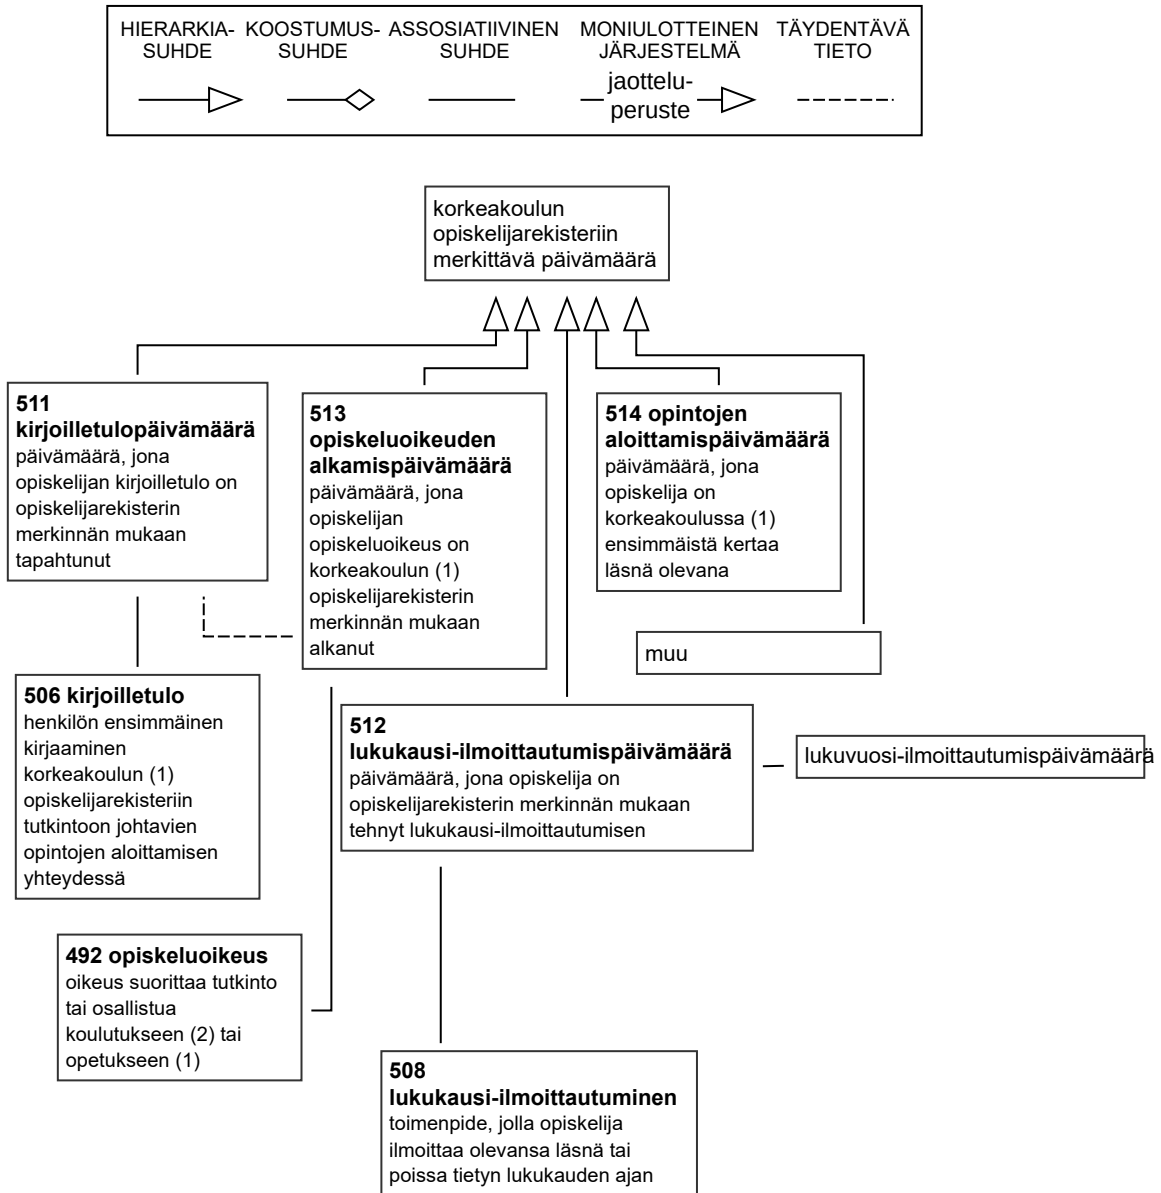 HIERARKIA-
SUHDE
KOOSTUMUS-
SUHDE
ASSOSIATIIVINEN
SUHDE
MONIULOTTEINEN
JÄRJESTELMÄ
jaottelu-
peruste
TÄYDENTÄVÄ
TIETO
korkeakoulun
opiskelijarekisteriin
merkittävä päivämäärä
511
kirjoilletulopäivämäärä
päivämäärä, jona
opiskelijan kirjoilletulo on
opiskelijarekisterin
merkinnän mukaan
tapahtunut
513
opiskeluoikeuden
alkamispäivämäärä
päivämäärä, jona
opiskelijan
opiskeluoikeus on
korkeakoulun (1)
opiskelijarekisterin
merkinnän mukaan
alkanut
514 opintojen
aloittamispäivämäärä
päivämäärä, jona
opiskelija on
korkeakoulussa (1)
ensimmäistä kertaa
läsnä olevana
muu
506 kirjoilletulo
henkilön ensimmäinen
kirjaaminen
korkeakoulun (1)
opiskelijarekisteriin
tutkintoon johtavien
opintojen aloittamisen
yhteydessä
512
lukukausi-ilmoittautumispäivämäärä
päivämäärä, jona opiskelija on
opiskelijarekisterin merkinnän mukaan
tehnyt lukukausi-ilmoittautumisen
lukuvuosi-ilmoittautumispäivämäärä
492 opiskeluoikeus
oikeus suorittaa tutkinto
tai osallistua
koulutukseen (2) tai
opetukseen (1)
508
lukukausi-ilmoittautuminen
toimenpide, jolla opiskelija
ilmoittaa olevansa läsnä tai
poissa tietyn lukukauden ajan